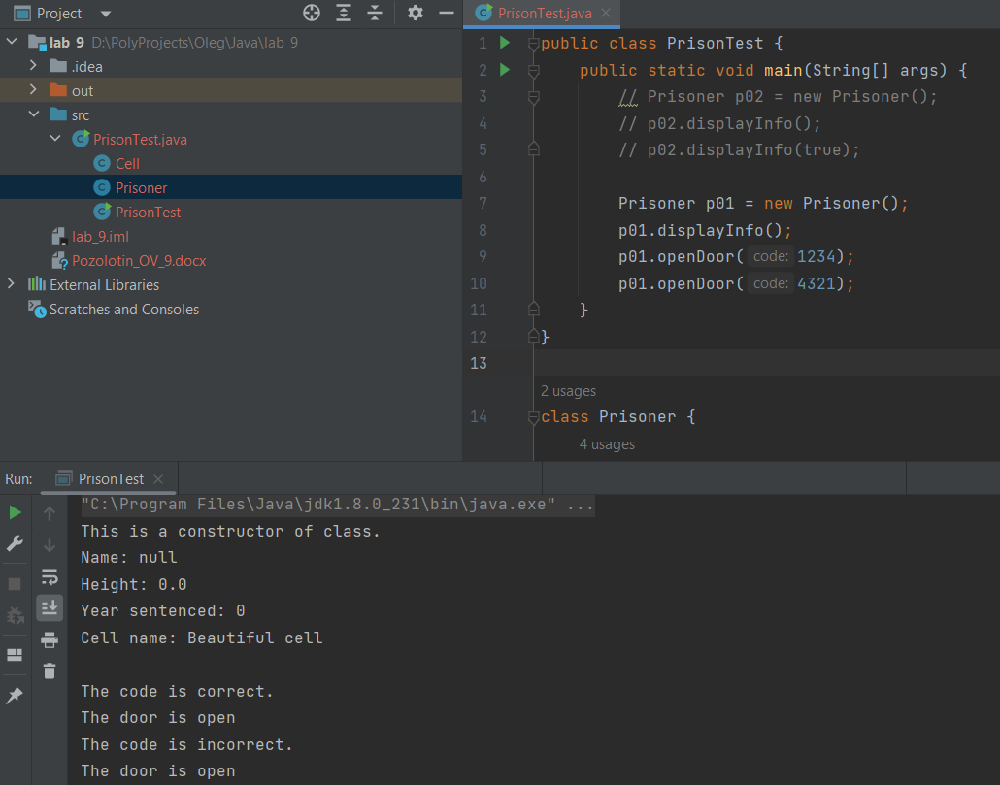 Project
lab_9 D:\PolyProjects\Oleg\Java\lab_9
.idea
out
src
PrisonTest.java
Cell
Prisoner
PrisonTest
lab_9.iml
Pozolotin_OV_9.docx
External Libraries
Scratches and Consoles
PrisonTest.java
1 public class PrisonTest {
2 public static void main(String[] args) {
3 // Prisoner p02 = new Prisoner();
4 // p02.displayInfo();
5 // p02.displayInfo(true);
6
7 Prisoner p01 = new Prisoner();
8 p01.displayInfo();
9 p01.openDoor( code: 1234);
10 p01.openDoor( code: 4321);
11 }
12 }
13
2 usages
14 class Prisoner {
4 usages
Run: PrisonTest
"C:\Program Files\Java\jdk1.8.0_231\bin\java.exe" ...
This is a constructor of class.
Name: null
Height: 0.0
Year sentenced: 0
Cell name: Beautiful cell
The code is correct.
The door is open
The code is incorrect.
The door is open